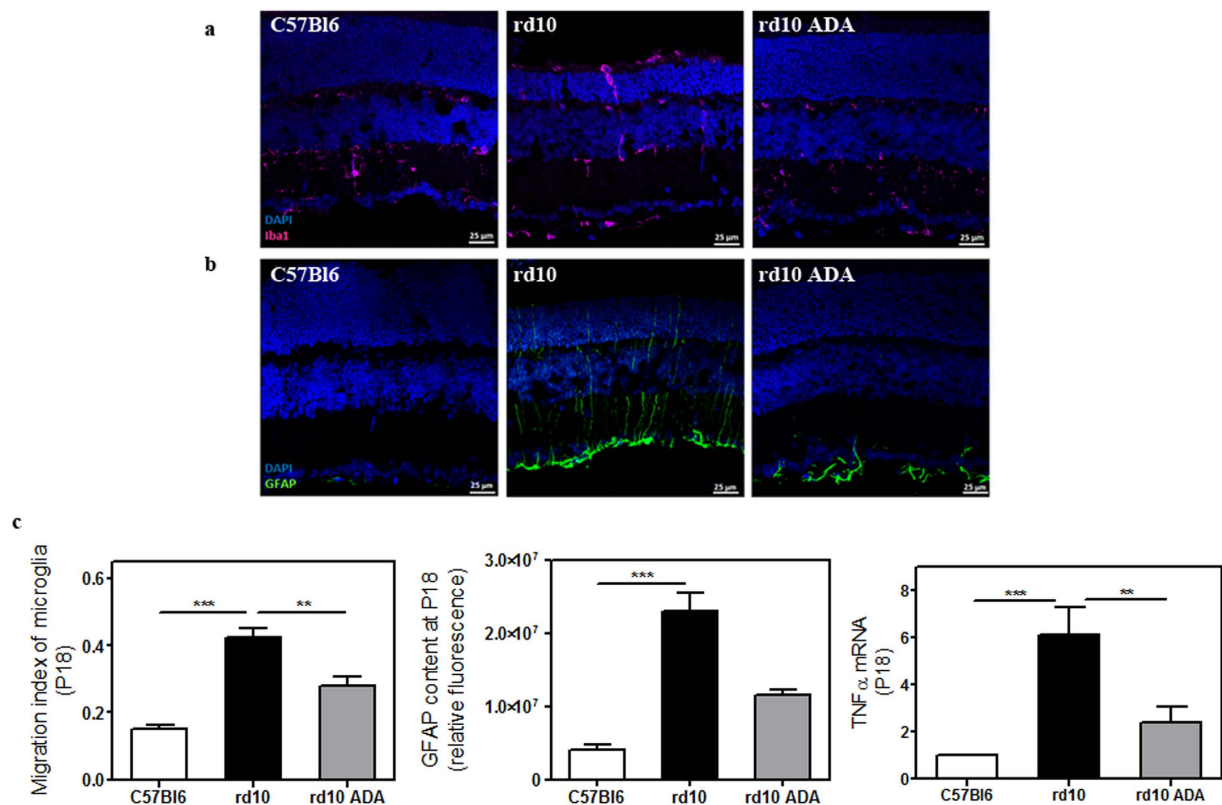 a
C57Bl6
rd10
rd10 ADA
DAPI
Iba1
25 µm
25 µm
25 µm
b
C57Bl6
rd10
rd10 ADA
DAPI
GFAP
25 µm
25 µm
25 µm
c
Migration index of microglia
(P18)
0.6
0.4
0.2
0.0
***
**
C57Bl6
rd10
rd10 ADA
GFAP content at P18
(relative fluorescence)
3.0×10⁷
2.0×10⁷
1.0×10⁷
0
***
C57Bl6
rd10
rd10 ADA
TNFα mRNA
(P18)
8
6
4
2
0
***
**
C57Bl6
rd10
rd10 ADA